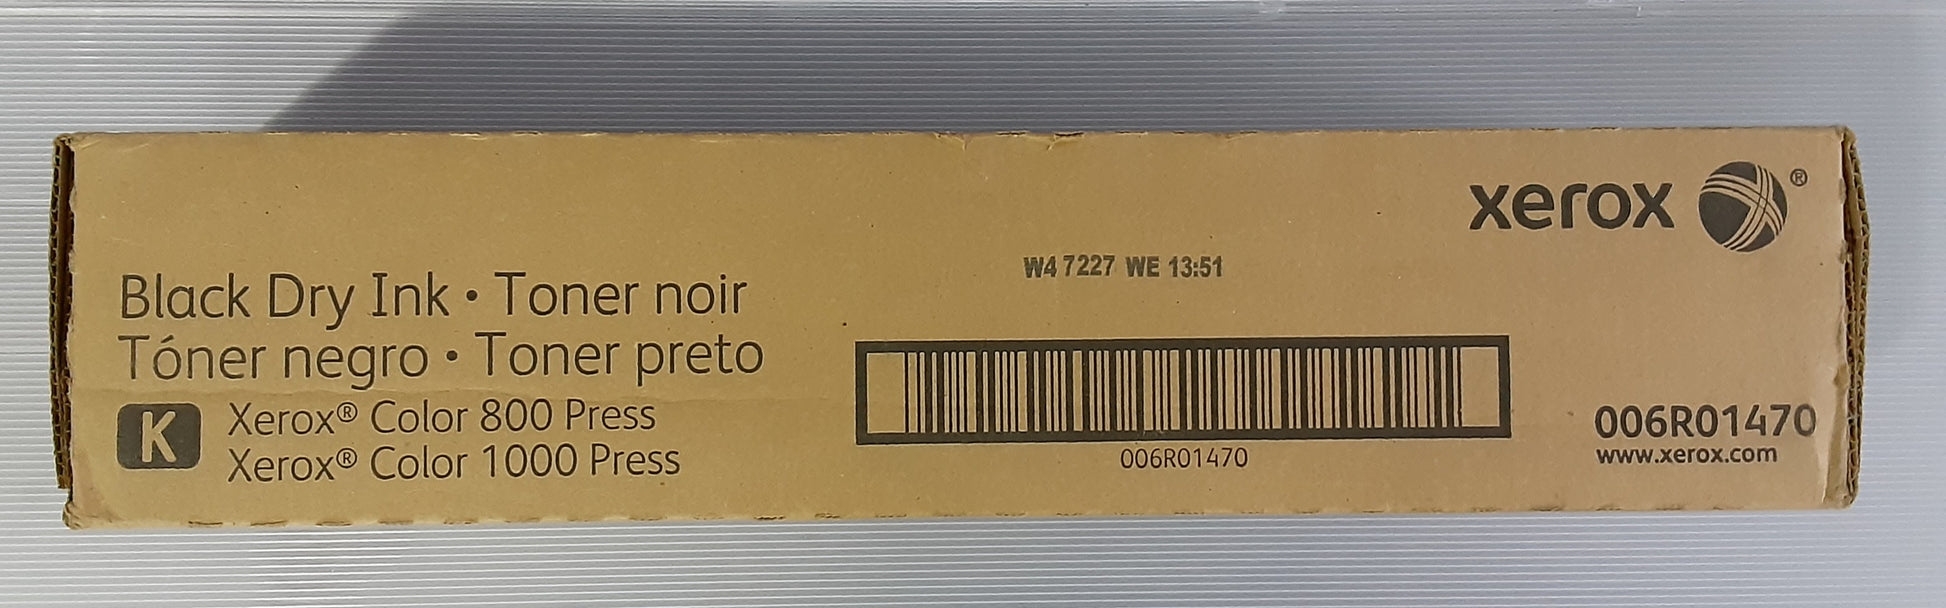 xerox ®
W4 7227 WE 13:51
Black Dry Ink • Toner noir
Tóner negro • Toner preto
K
Xerox® Color 800 Press
Xerox® Color 1000 Press
006R01470
006R01470
www.xerox.com